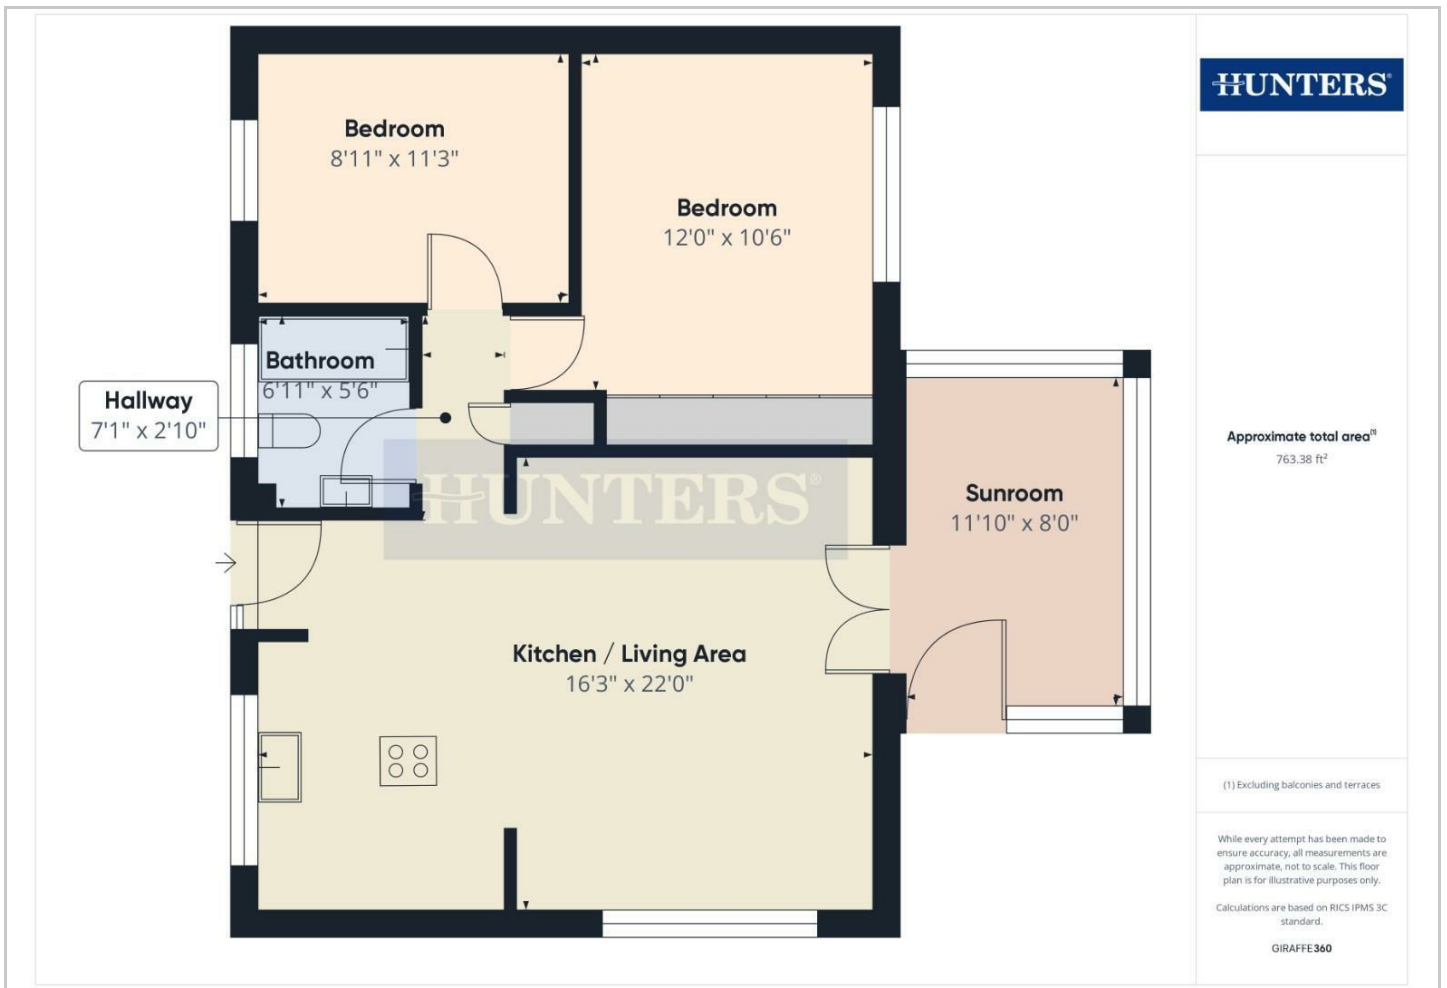 HUNTERS®
Bedroom
8'11" x 11'3"
Bedroom
12'0" x 10'6"
Bathroom
6'11" x 5'6"
Hallway
7'1" x 2'10"
HUNTERS®
Sunroom
11'10" x 8'0"
Kitchen / Living Area
16'3" x 22'0"
Approximate total area⁽¹⁾
763.38 ft²
(1) Excluding balconies and terraces
While every attempt has been made to
ensure accuracy, all measurements are
approximate, not to scale. This floor
plan is for illustrative purposes only.
Calculations are based on RICS IPMS 3C
standard.
GIRAFFE360